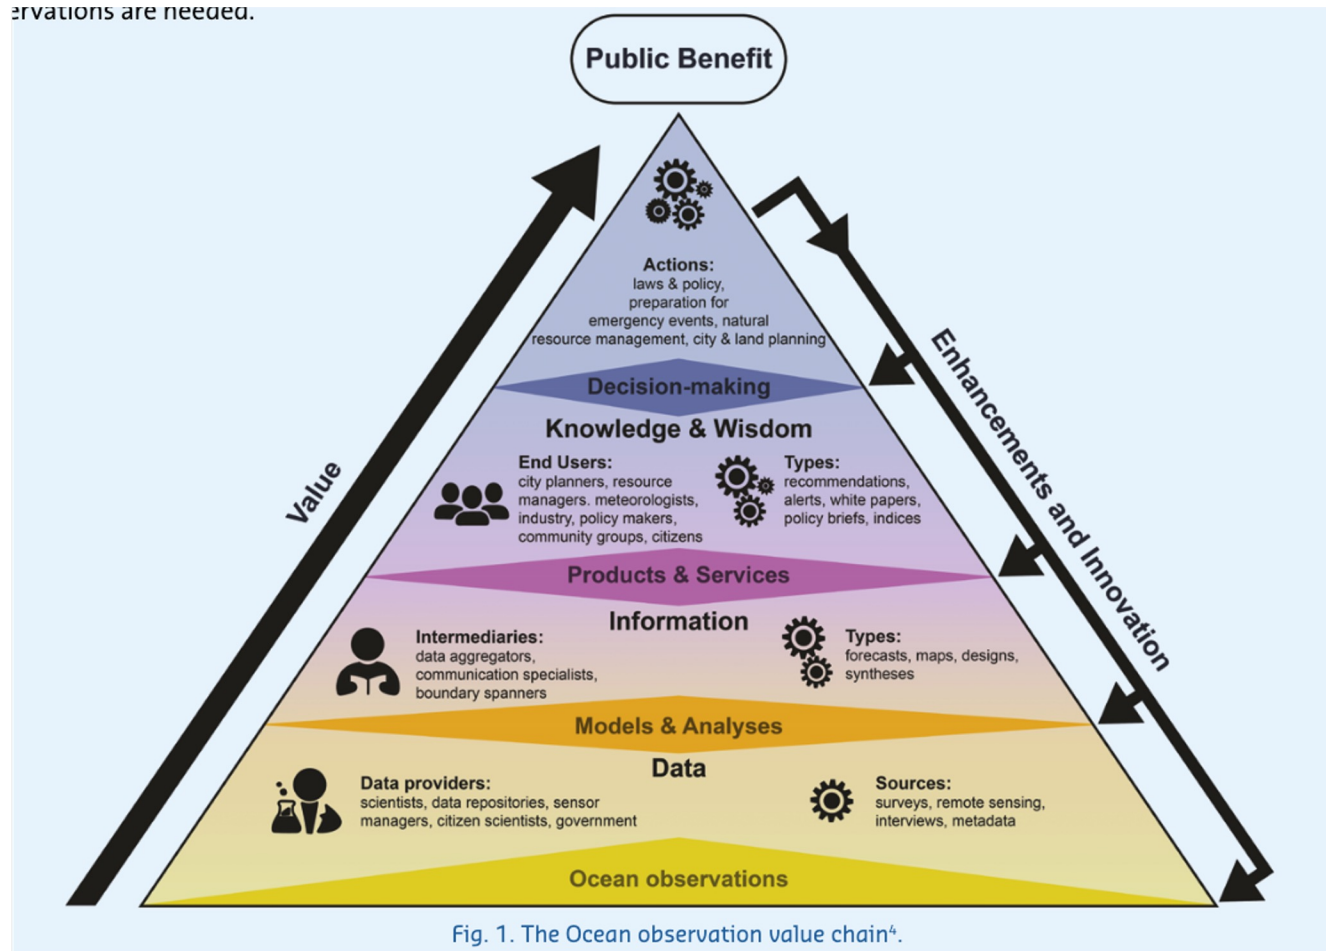 ervations are needed.
Public Benefit
Actions:
laws & policy,
preparation for
emergency events, natural
resource management, city & land planning
Decision-making
Knowledge & Wisdom
End Users:
city planners, resource
managers. meteorologists,
industry, policy makers,
community groups, citizens
Types:
recommendations,
alerts, white papers,
policy briefs, indices
Products & Services
Information
Intermediaries:
data aggregators,
communication specialists,
boundary spanners
Types:
forecasts, maps, designs,
syntheses
Models & Analyses
Data
Data providers:
scientists, data repositories, sensor
managers, citizen scientists, government
Sources:
surveys, remote sensing,
interviews, metadata
Ocean observations
Value
Enhancements and Innovation
Fig. 1. The Ocean observation value chain⁴.